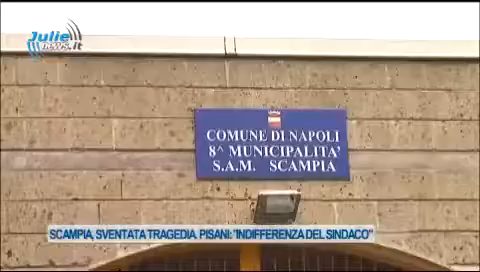 Julie
news.it
COMUNE DI NAPOLI
8^ MUNICIPALITA'
S.A.M. SCAMPIA
SCAMPIA, SVENTATA TRAGEDIA. PISANI: "INDIFFERENZA DEL SINDACO"